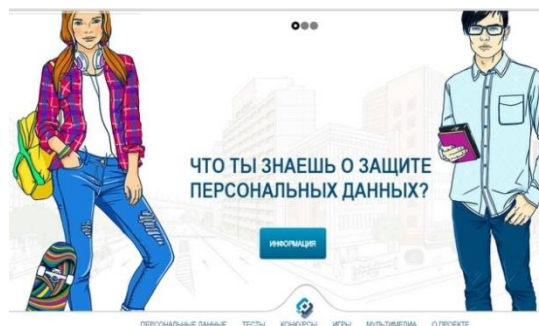 ЧТО ТЫ ЗНАЕШЬ О ЗАЩИТЕ
ПЕРСОНАЛЬНЫХ ДАННЫХ?
ИНФОРМАЦИЯ
ПЕРСОНАЛЬНЫЕ ДАННЫЕ ТЕСТЫ КОНКУРСЫ ИГРЫ МУЛЬТИМЕДИА О ПРОЕКТЕ